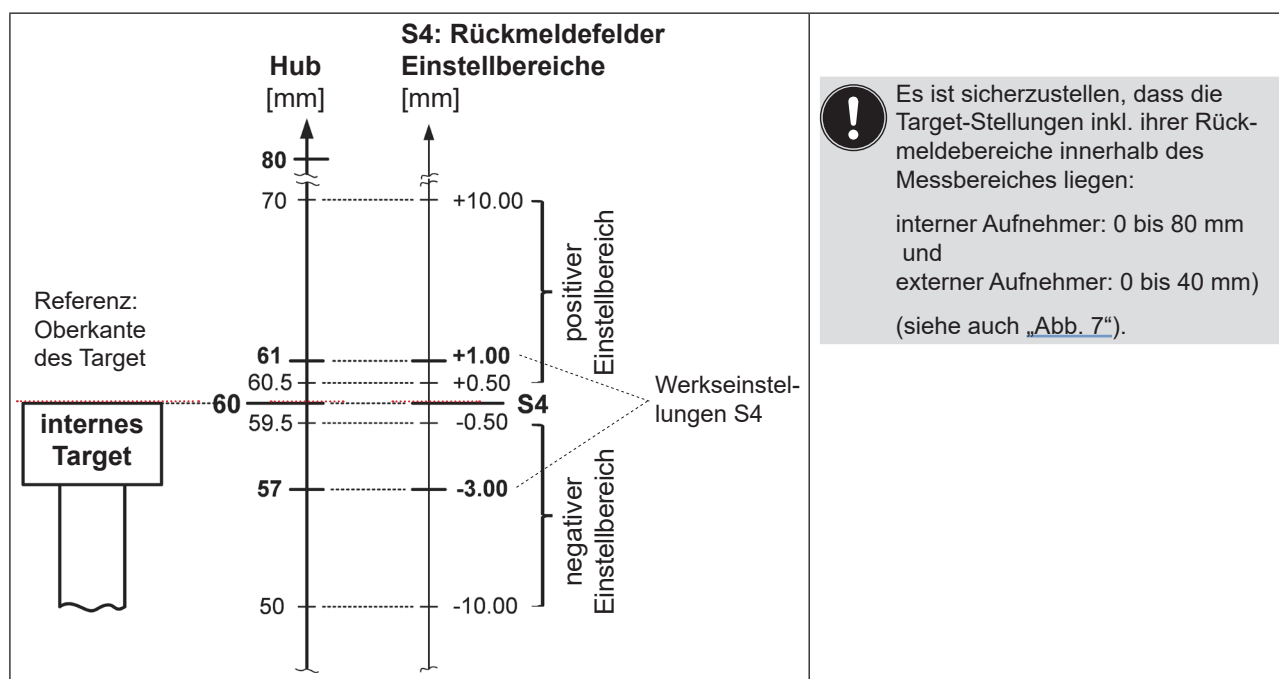 S4: Rückmeldefelder
Hub Einstellbereiche
[mm] [mm]
80
70 +10.00
positiver
Einstellbereich
Referenz:
Oberkante
des Target
61 +1.00
60.5 +0.50
60 S4
59.5 -0.50
Werkseinstel-
lungen S4
internes
Target
57 -3.00
negativer
Einstellbereich
50 -10.00
Es ist sicherzustellen, dass die
Target-Stellungen inkl. ihrer Rück-
meldebereiche innerhalb des
Messbereiches liegen:
interner Aufnehmer: 0 bis 80 mm
und
externer Aufnehmer: 0 bis 40 mm)
(siehe auch „Abb. 7“).